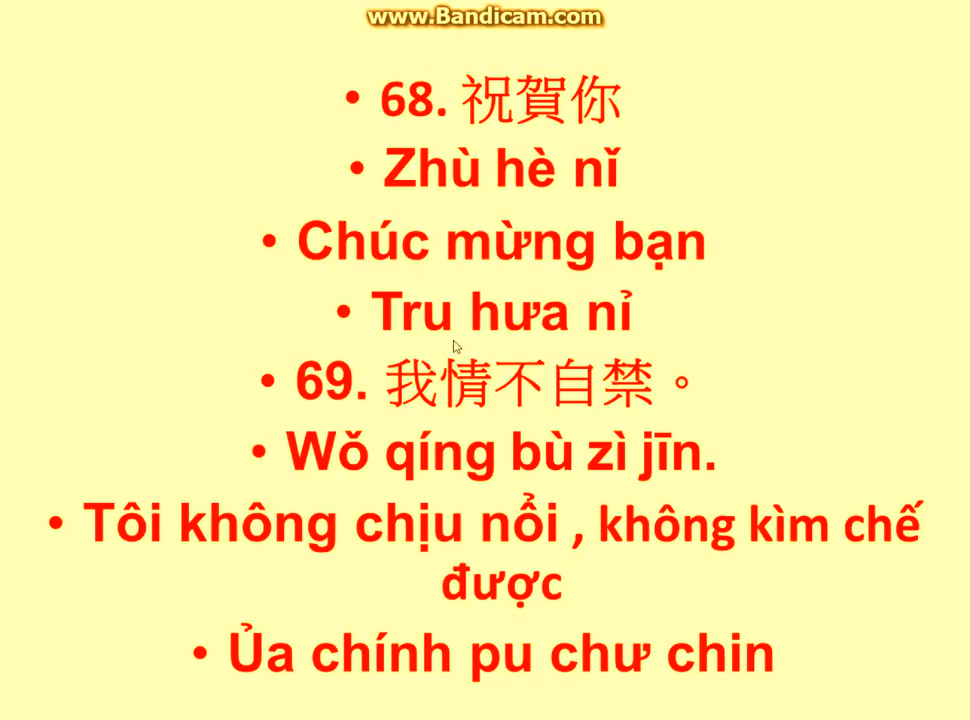 www.Bandicam.com
• 68. 祝賀你
• Zhù hè nǐ
• Chúc mừng bạn
• Tru hưa nỉ
• 69. 我情不自禁。
• Wǒ qíng bù zì jīn.
• Tôi không chịu nổi , không kìm chế
được
• Ủa chính pu chư chin